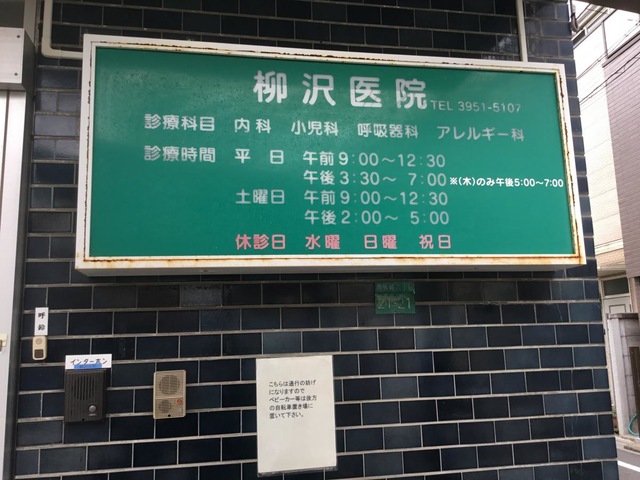 柳沢医院 TEL 3951-5107
診療科目 内科 小児科 呼吸器科 アレルギー科
診療時間 平日 午前9:00〜12:30
午後3:30〜 7:00 ※(木)のみ午後5:00〜7:00
土曜日 午前9:00〜12:30
午後2:00〜 5:00
休診日 水曜 日曜 祝日
21-21
呼鈴
インターホン
こちらは通行の妨げ
になりますので
ベビーカー等は後方
の自転車置き場に
置いて下さい。